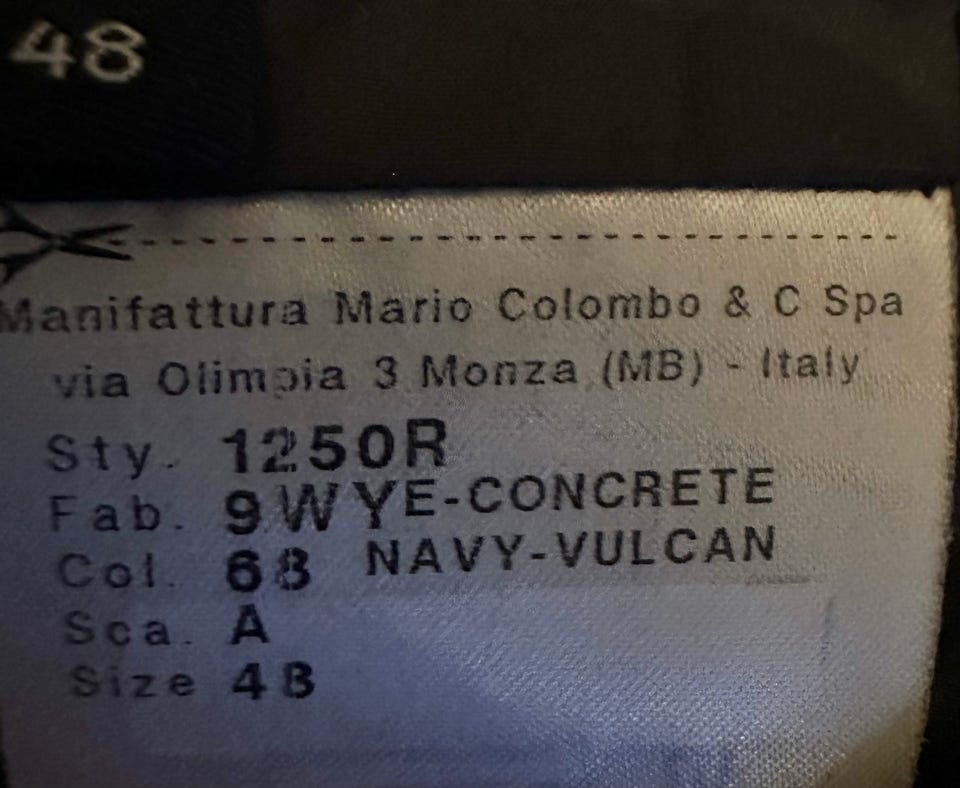 48
Manifattura Mario Colombo & C Spa
via Olimpia 3 Monza (MB) - Italy
Sty. 1250R
Fab. 9WYE-CONCRETE
Col. 68 NAVY-VULCAN
Sca. A
Size 48